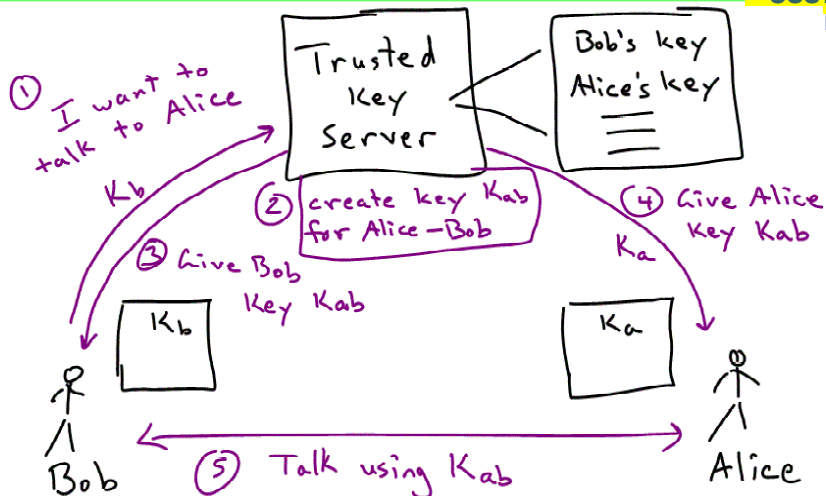 Trusted
Key
Server
Bob's key
Alice's key
① I want to
talk to Alice
Kb
② create key Kab
for Alice-Bob
③ Give Bob
Key Kab
④ Give Alice
Key Kab
Ka
Kb
Ka
Bob
⑤ Talk using Kab
Alice